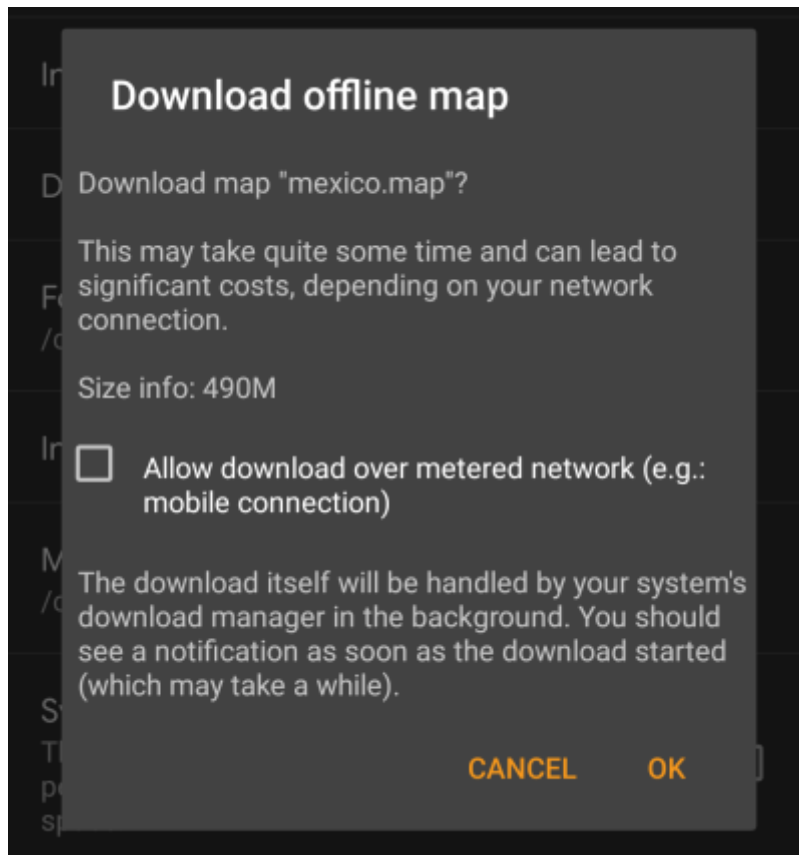 Download offline map
Download map "mexico.map"?
This may take quite some time and can lead to
significant costs, depending on your network
connection.
Size info: 490M
Allow download over metered network (e.g.:
mobile connection)
The download itself will be handled by your system's
download manager in the background. You should
see a notification as soon as the download started
(which may take a while).
CANCEL OK